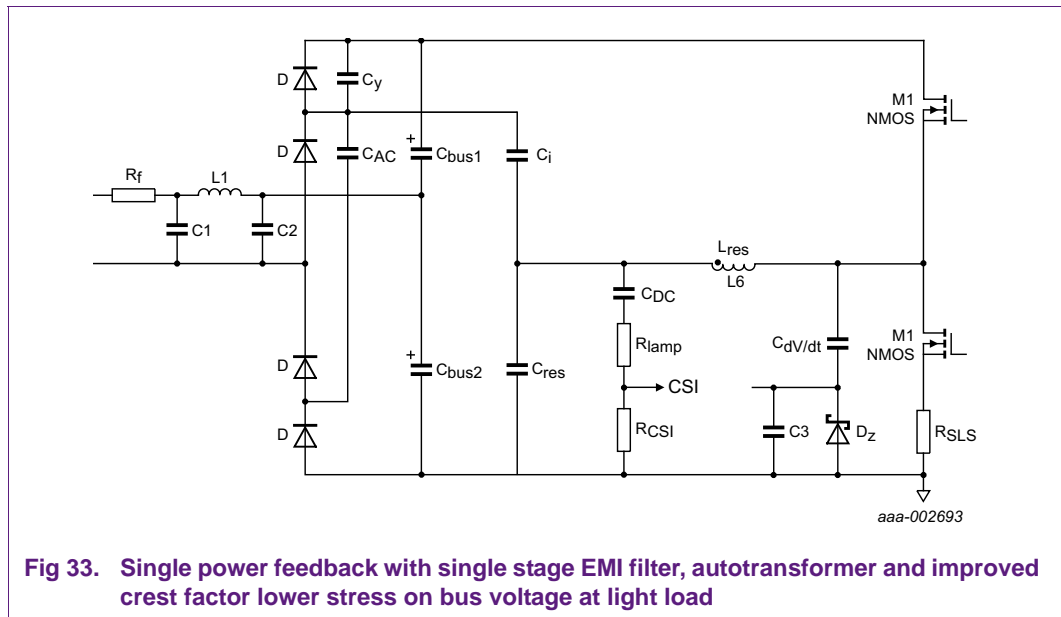 D
Cy
M1
NMOS
D
CAC
+
Cbus1
Ci
Rf
L1
C1
C2
Lres
L6
CDC
Rlamp
CdV/dt
M1
NMOS
D
+
Cbus2
Cres
CSI
D
RCSI
C3
Dz
RSLS
aaa-002693
Fig 33. Single power feedback with single stage EMI filter, autotransformer and improved
crest factor lower stress on bus voltage at light load